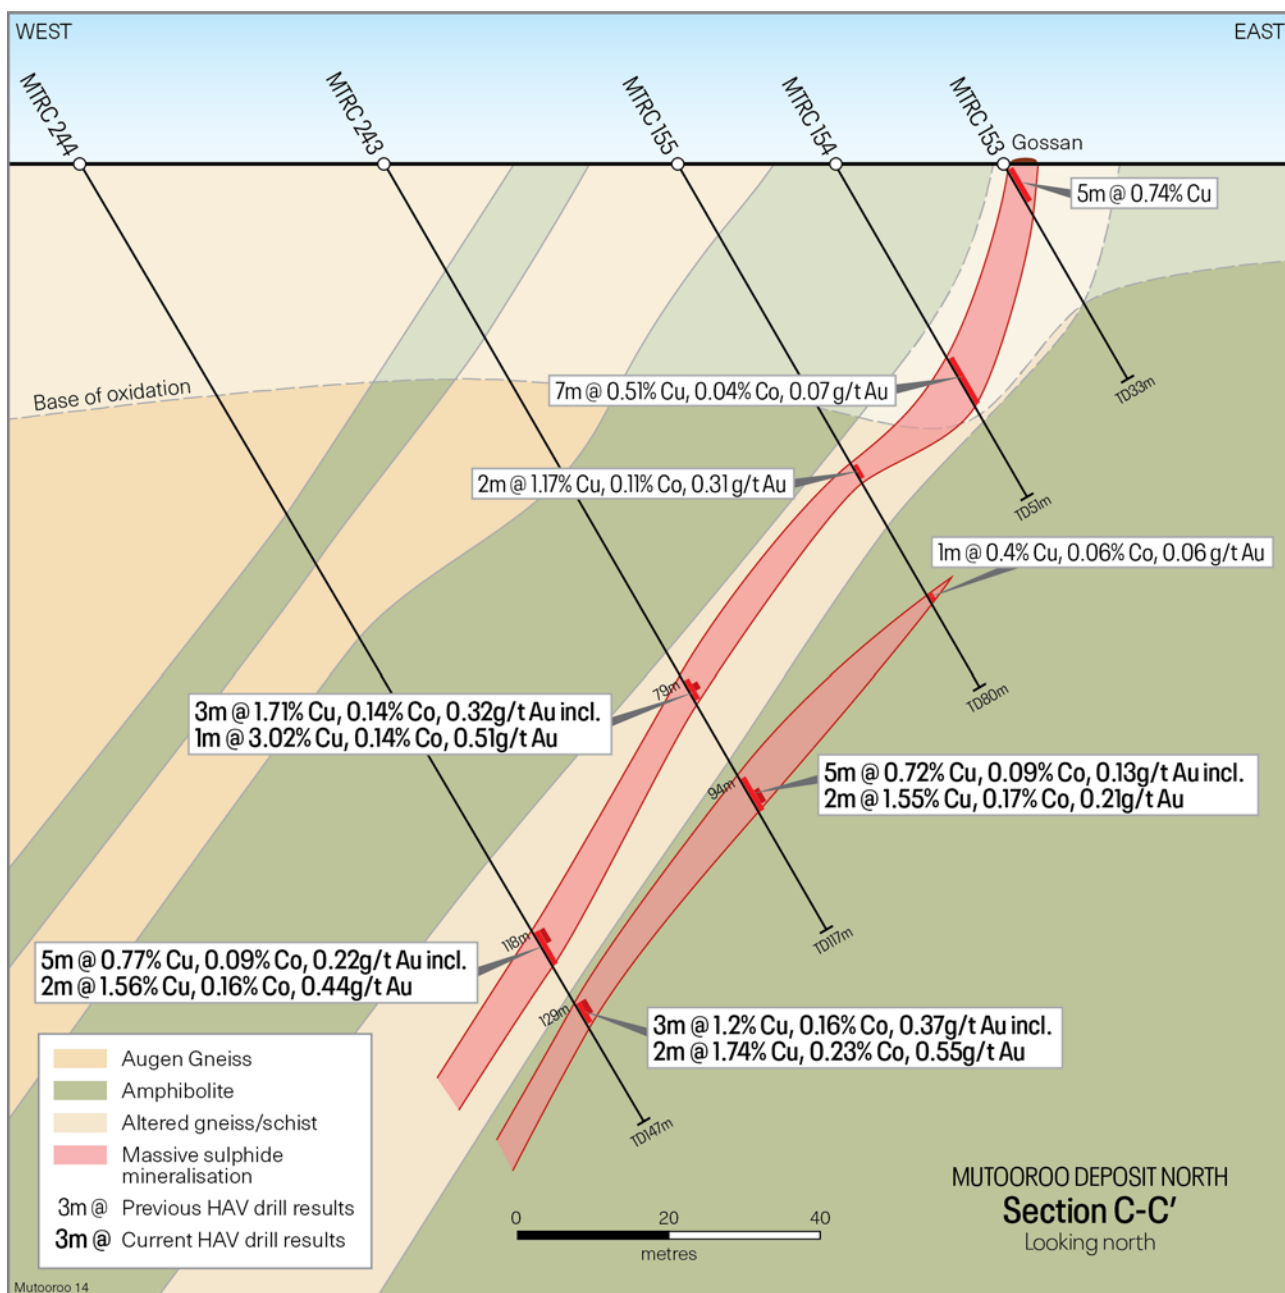 WEST
EAST
MTRC 244
MTRC 243
MTRC 155
MTRC 154
MTRC 153
Gossan
5m @ 0.74% Cu
Base of oxidation
7m @ 0.51% Cu, 0.04% Co, 0.07 g/t Au
TD33m
2m @ 1.17% Cu, 0.11% Co, 0.31 g/t Au
TD51m
1m @ 0.4% Cu, 0.06% Co, 0.06 g/t Au
79m
TD80m
3m @ 1.71% Cu, 0.14% Co, 0.32g/t Au incl.
1m @ 3.02% Cu, 0.14% Co, 0.51g/t Au
94m
5m @ 0.72% Cu, 0.09% Co, 0.13g/t Au incl.
2m @ 1.55% Cu, 0.17% Co, 0.21g/t Au
118m
TD117m
5m @ 0.77% Cu, 0.09% Co, 0.22g/t Au incl.
2m @ 1.56% Cu, 0.16% Co, 0.44g/t Au
129m
3m @ 1.2% Cu, 0.16% Co, 0.37g/t Au incl.
2m @ 1.74% Cu, 0.23% Co, 0.55g/t Au
TD147m
Augen Gneiss
Amphibolite
Altered gneiss/schist
Massive sulphide
mineralisation
3m @ Previous HAV drill results
3m @ Current HAV drill results
Mutooroo 14
0 20 40
metres
MUTOOROO DEPOSIT NORTH
Section C-C'
Looking north